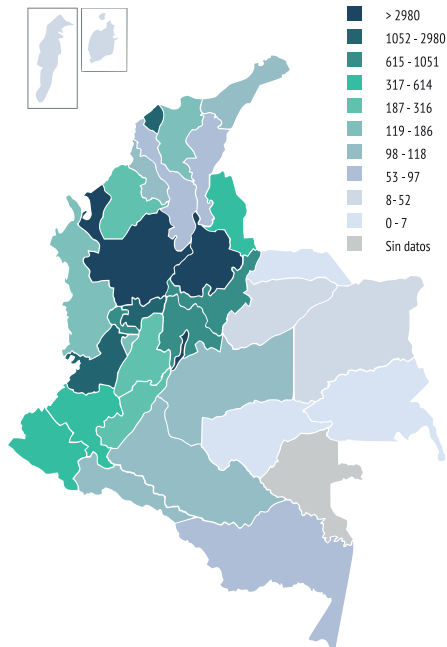 > 2980
1052 - 2980
615 - 1051
317 - 614
187 - 316
119 - 186
98 - 118
53 - 97
8- 52
0 - 7
Sin datos